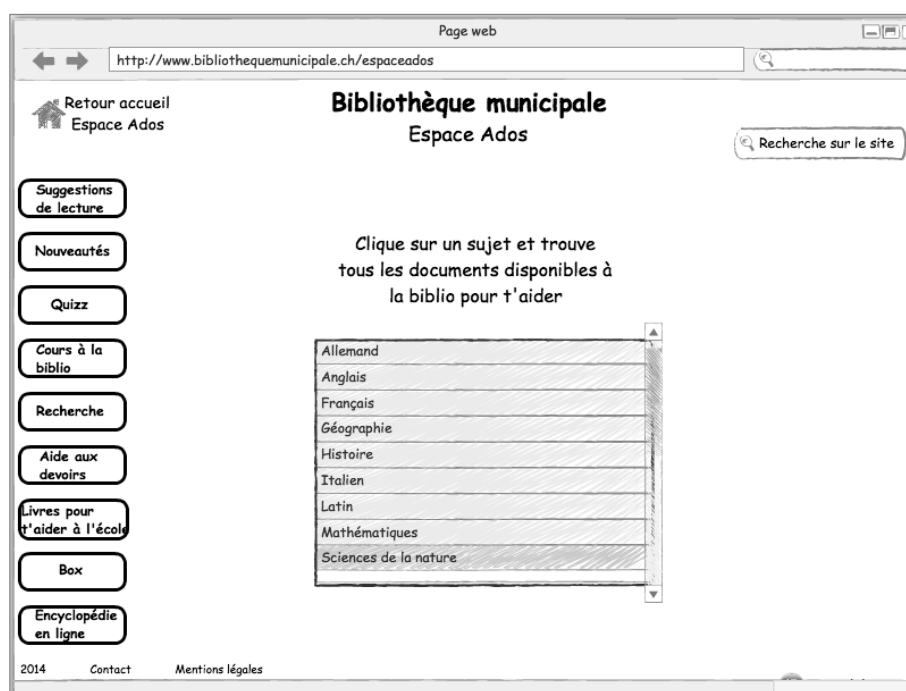 Page web
http://www.bibliothequemunicipale.ch/espaceados
Retour accueil
Espace Ados
Bibliothèque municipale
Espace Ados
Recherche sur le site
Suggestions
de lecture
Nouveautés
Quizz
Cours à la
biblio
Recherche
Aide aux
devoirs
Livres pour
t'aider à l'école
Box
Encyclopédie
en ligne
Clique sur un sujet et trouve
tous les documents disponibles à
la biblio pour t'aider
Allemand
Anglais
Français
Géographie
Histoire
Italien
Latin
Mathématiques
Sciences de la nature
2014 Contact Mentions légales